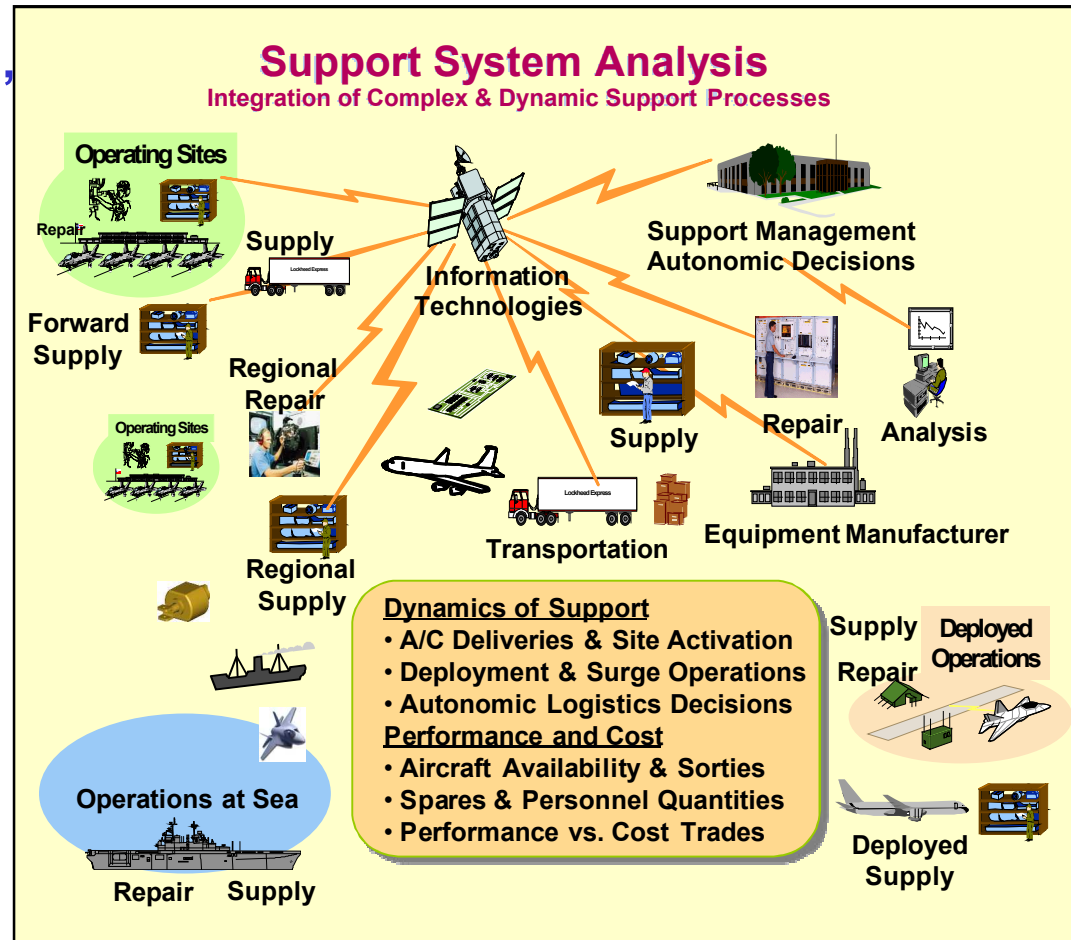 ,
Support System Analysis
Integration of Complex & Dynamic Support Processes
Operating Sites
Repair
Supply
Lockheed Express
Forward
Supply
Information
Technologies
Support Management
Autonomic Decisions
Regional
Repair
Operating Sites
Supply
Repair
Analysis
Lockheed Express
Transportation
Equipment Manufacturer
Regional
Supply
Dynamics of Support
• A/C Deliveries & Site Activation
• Deployment & Surge Operations
• Autonomic Logistics Decisions
Performance and Cost
• Aircraft Availability & Sorties
• Spares & Personnel Quantities
• Performance vs. Cost Trades
Supply
Repair
Deployed
Operations
Operations at Sea
Repair Supply
Deployed
Supply